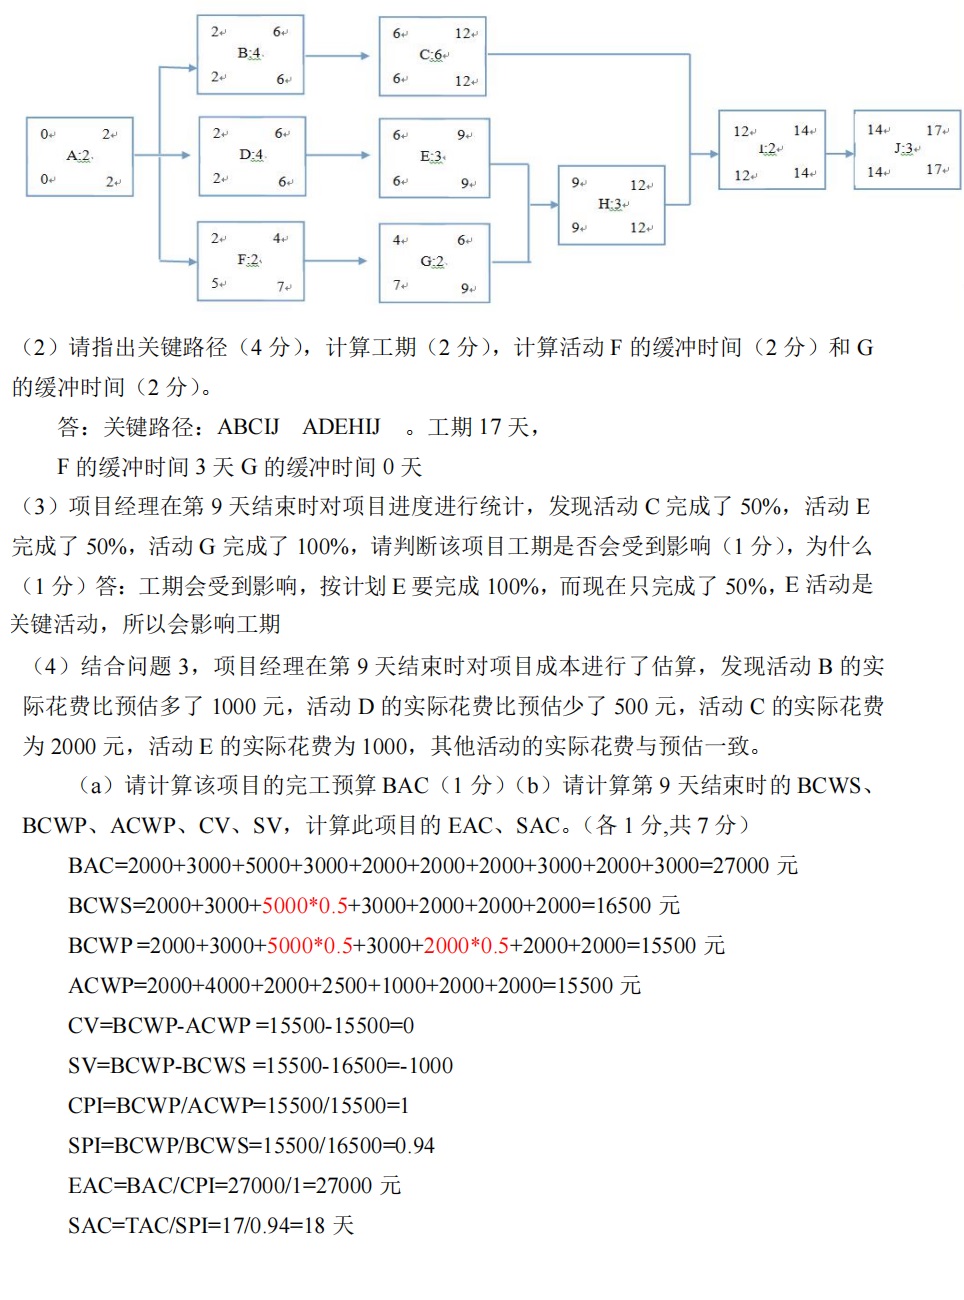 2↵ 6↵
B:4
2↵ 6↵
6↵ 12↵
C:6↵
6↵ 12↵
0↵ 2↵
A:2
0↵ 2↵
2↵ 6↵
D:4
2↵ 6↵
6↵ 9↵
E:3↵
6↵ 9↵
2↵ 4↵
F:2
5↵ 7↵
4↵ 6↵
G:2
7↵ 9↵
9↵ 12↵
H:3↵
9↵ 12↵
12↵ 14↵
I:2↵
12↵ 14↵
14↵ 17↵
J:3↵
14↵ 17↵
（2）请指出关键路径（4 分），计算工期（2 分），计算活动 F 的缓冲时间（2 分）和 G
的缓冲时间（2 分）。
答：关键路径：ABCIJ ADEHIJ 。工期 17 天，
F 的缓冲时间 3 天 G 的缓冲时间 0 天
（3）项目经理在第 9 天结束时对项目进度进行统计，发现活动 C 完成了 50%，活动 E
完成了 50%，活动 G 完成了 100%，请判断该项目工期是否会受到影响（1 分），为什么
（1 分）答：工期会受到影响，按计划 E 要完成 100%，而现在只完成了 50%，E 活动是
关键活动，所以会影响工期
（4）结合问题 3，项目经理在第 9 天结束时对项目成本进行了估算，发现活动 B 的实
际花费比预估多了 1000 元，活动 D 的实际花费比预估少了 500 元，活动 C 的实际花费
为 2000 元，活动 E 的实际花费为 1000，其他活动的实际花费与预估一致。
（a）请计算该项目的完工预算 BAC（1 分）（b）请计算第 9 天结束时的 BCWS、
BCWP、ACWP、CV、SV，计算此项目的 EAC、SAC。（各 1 分,共 7 分）
BAC=2000+3000+5000+3000+2000+2000+2000+3000+2000+3000=27000 元
BCWS=2000+3000+5000*0.5+3000+2000+2000+2000=16500 元
BCWP=2000+3000+5000*0.5+3000+2000*0.5+2000+2000=15500 元
ACWP=2000+4000+2000+2500+1000+2000+2000=15500 元
CV=BCWP-ACWP=15500-15500=0
SV=BCWP-BCWS =15500-16500=-1000
CPI=BCWP/ACWP=15500/15500=1
SPI=BCWP/BCWS=15500/16500=0.94
EAC=BAC/CPI=27000/1=27000 元
SAC=TAC/SPI=17/0.94=18 天